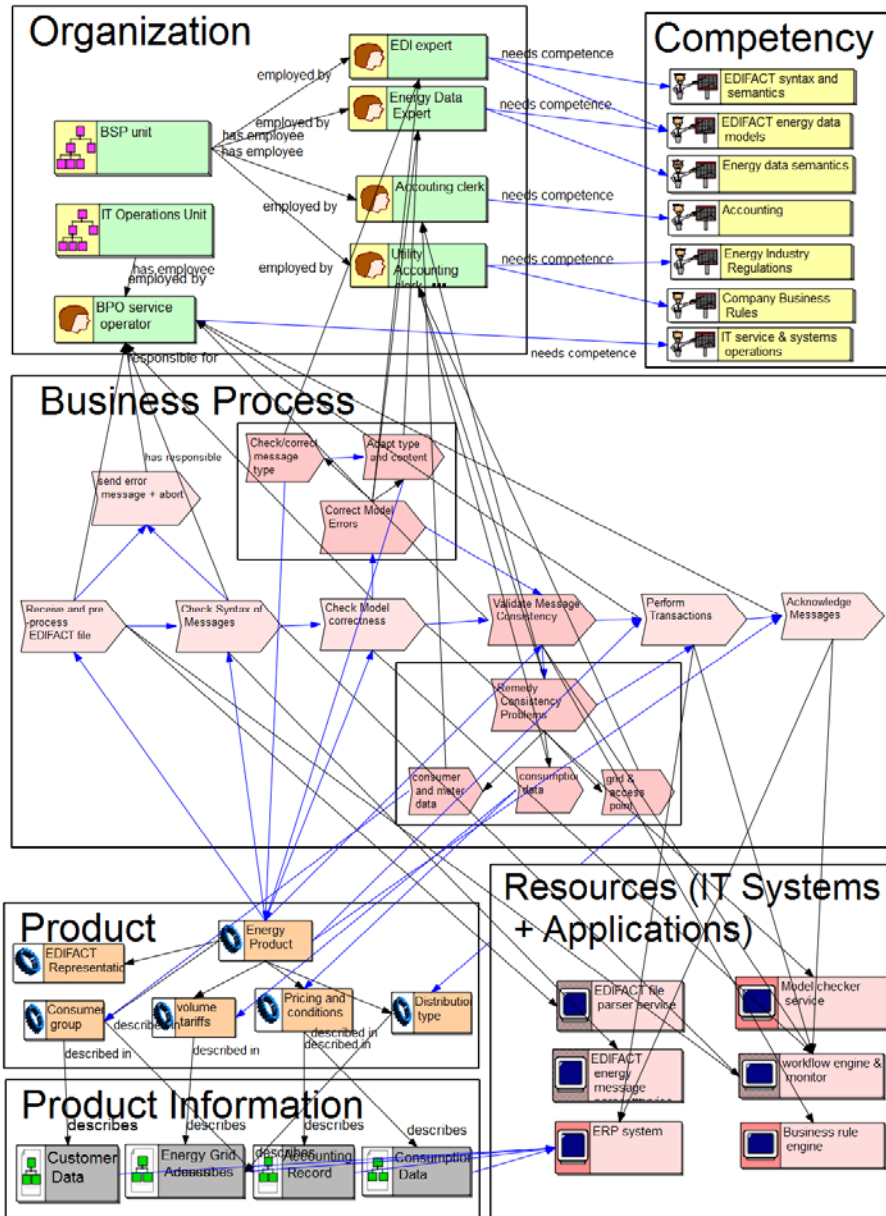 Organization
EDI expert
employed by
needs competence
Energy Data
Expert
employed by
needs competence
BSP unit
has employee
has employee
Accouting clerk
needs competence
employed by
IT Operations Unit
Utility
Accounting
employed by
needs competence
has employee
employed by
BPO service
operator
responsible for
needs competence
Competency
EDIFACT syntax and
semantics
EDIFACT energy data
models
Energy data semantics
Accounting
Energy Industry
Regulations
Company Business
Rules
IT service & systems
operations
Business Process
Check/correct
message
type
Adapt type
and content
has responsible
send error
message + abort
Correct Model
Errors
Receive and pre
-process
EDIFACT file
Check Syntax of
Messages
Check Model
correctness
Validate Message
Consistency
Perform
Transactions
Acknowledge
Messages
Remedy
Consistency
Problems
consumer
and meter
data
consumption
data
grid &
access
point
Product
Energy
Product
EDIFACT
Representatio
Consumer
group
volume
tariffs
Pricing and
conditions
Distribution
type
described in
described in
described in
described in
described in
Product Information
describes
describes
describes
describes
describes
Customer
Data
Energy Grid
Accounting
Record
Consumption
Data
Resources (IT Systems
+ Applications)
EDIFACT file
parser service
Model checker
service
EDIFACT
energy
message
workflow engine &
monitor
ERP system
Business rule
engine